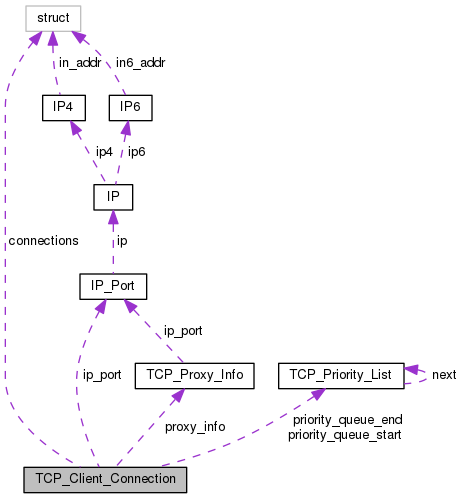 struct
in_addr
in6_addr
IP4
IP6
ip4
ip6
IP
connections
ip
IP_Port
ip_port
ip_port
TCP_Proxy_Info
TCP_Priority_List
next
proxy_info
priority_queue_end
priority_queue_start
TCP_Client_Connection